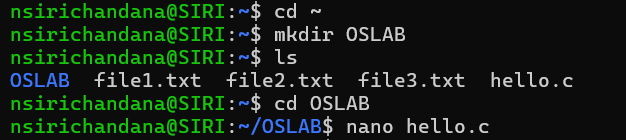 nsirichandana@SIRI:~$ cd ~
nsirichandana@SIRI:~$ mkdir OSLAB
nsirichandana@SIRI:~$ ls
OSLAB  file1.txt  file2.txt  file3.txt  hello.c
nsirichandana@SIRI:~$ cd OSLAB
nsirichandana@SIRI:~/OSLAB$ nano hello.c